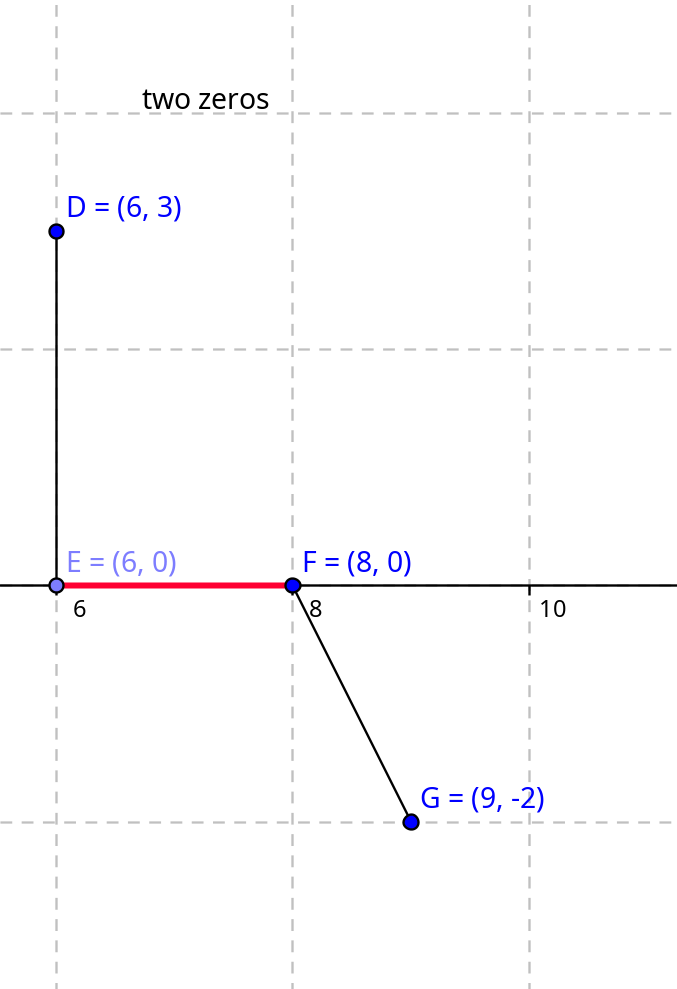 two zeros
D = (6, 3)
E = (6, 0)
F = (8, 0)
6
8
10
G = (9, -2)